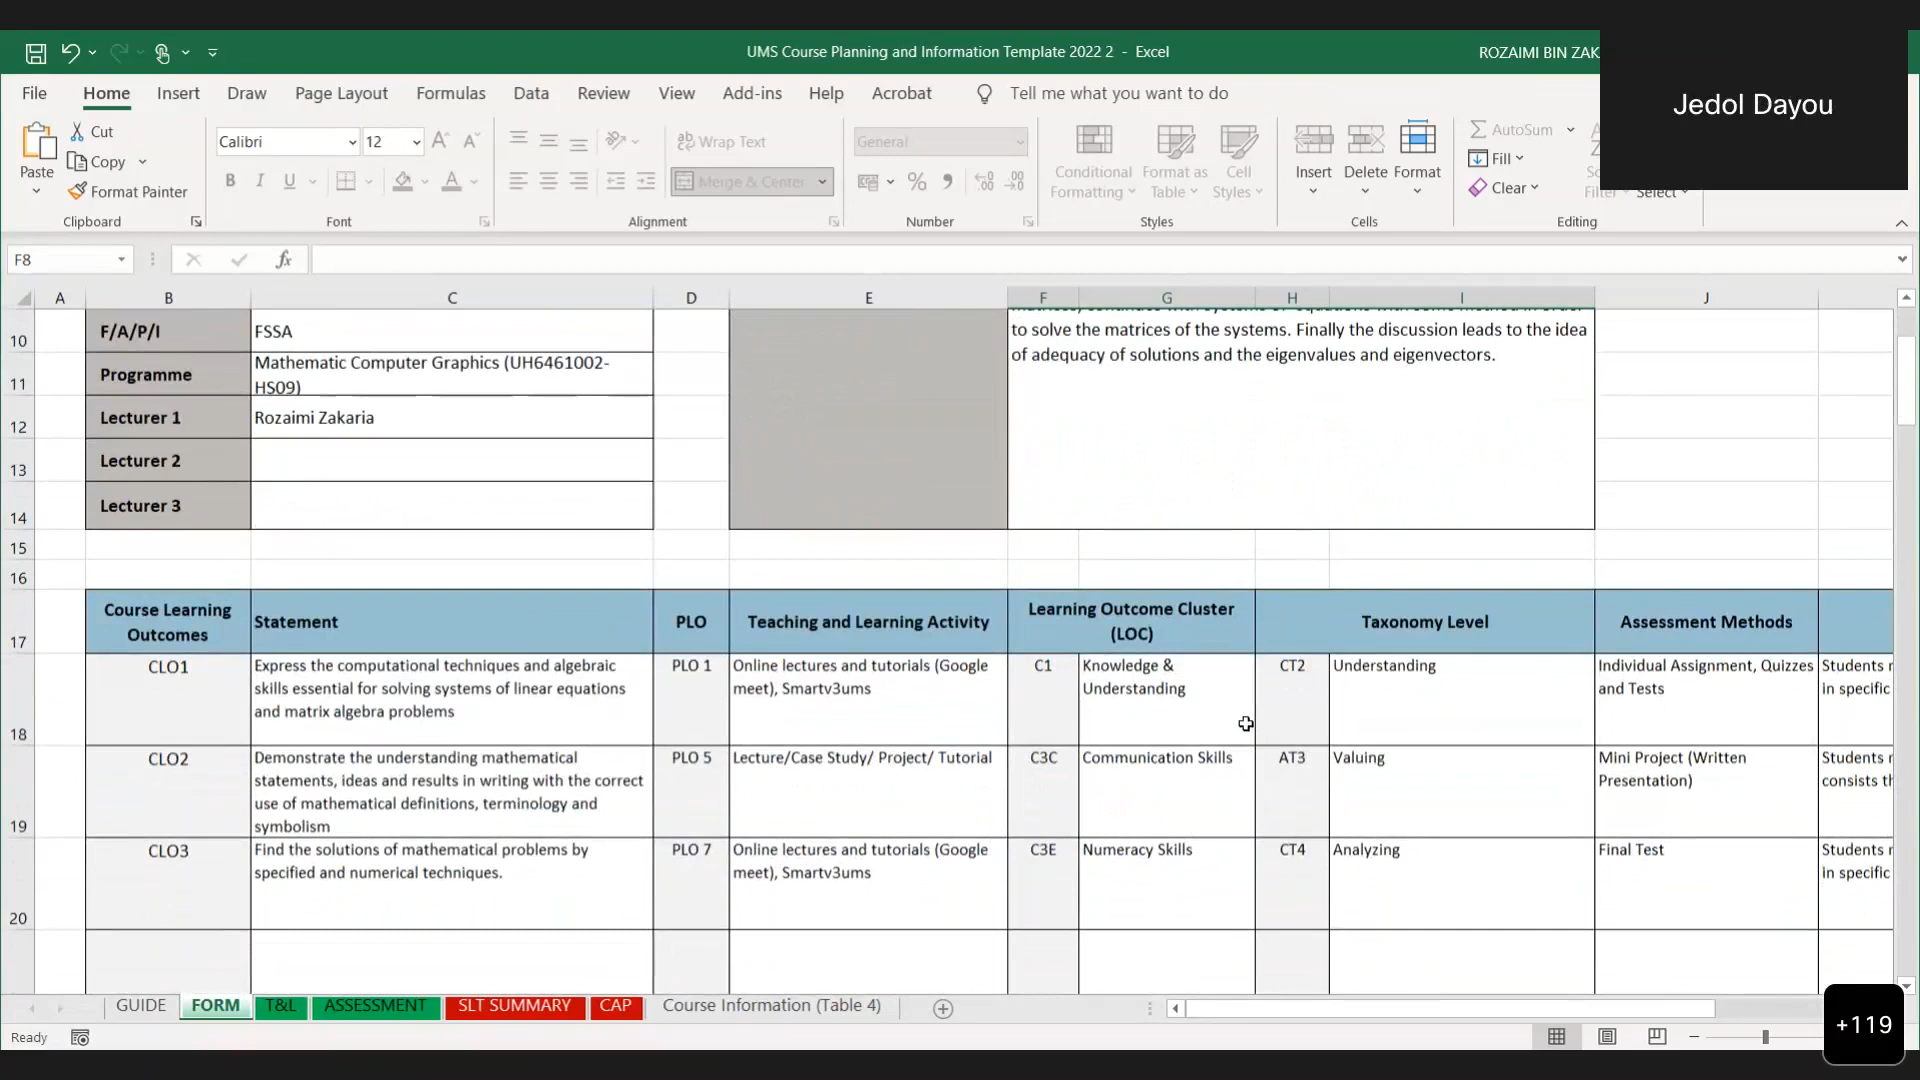 UMS Course Planning and Information Template 2022 2 - Excel
ROZAIMI BIN ZAK
Jedol Dayou
File Home Insert Draw Page Layout Formulas Data Review View Add-ins Help Acrobat Tell me what you want to do
Paste
Cut
Copy
Format Painter
Clipboard
Calibri 12
B I U
Font
Wrap Text
Merge & Center
Alignment
General
Number
Conditional Formatting
Format as Table
Cell Styles
Styles
Insert Delete Format
Cells
AutoSum
Fill
Clear
Filter Select
Editing
F8
fx
A B C D E F G H I J
10 F/A/P/I FSSA
to solve the matrices of the systems. Finally the discussion leads to the idea
of adequacy of solutions and the eigenvalues and eigenvectors.
11 Programme Mathematic Computer Graphics (UH6461002-
HS09)
12 Lecturer 1 Rozaimi Zakaria
13 Lecturer 2
14 Lecturer 3
15
16
17 Course Learning
Outcomes
Statement
PLO
Teaching and Learning Activity
Learning Outcome Cluster
(LOC)
Taxonomy Level
Assessment Methods
18 CLO1
Express the computational techniques and algebraic
skills essential for solving systems of linear equations
and matrix algebra problems
PLO 1
Online lectures and tutorials (Google
meet), Smartv3ums
C1
Knowledge &
Understanding
CT2
Understanding
Individual Assignment, Quizzes
and Tests
Students
in specific
19 CLO2
Demonstrate the understanding mathematical
statements, ideas and results in writing with the correct
use of mathematical definitions, terminology and
symbolism
PLO 5
Lecture/Case Study/ Project/ Tutorial
C3C
Communication Skills
AT3
Valuing
Mini Project (Written
Presentation)
Students
consists
20 CLO3
Find the solutions of mathematical problems by
specified and numerical techniques.
PLO 7
Online lectures and tutorials (Google
meet), Smartv3ums
C3E
Numeracy Skills
CT4
Analyzing
Final Test
Students
in specific
GUIDE FORM T&L ASSESSMENT SLT SUMMARY CAP Course Information (Table 4)
Ready
+119